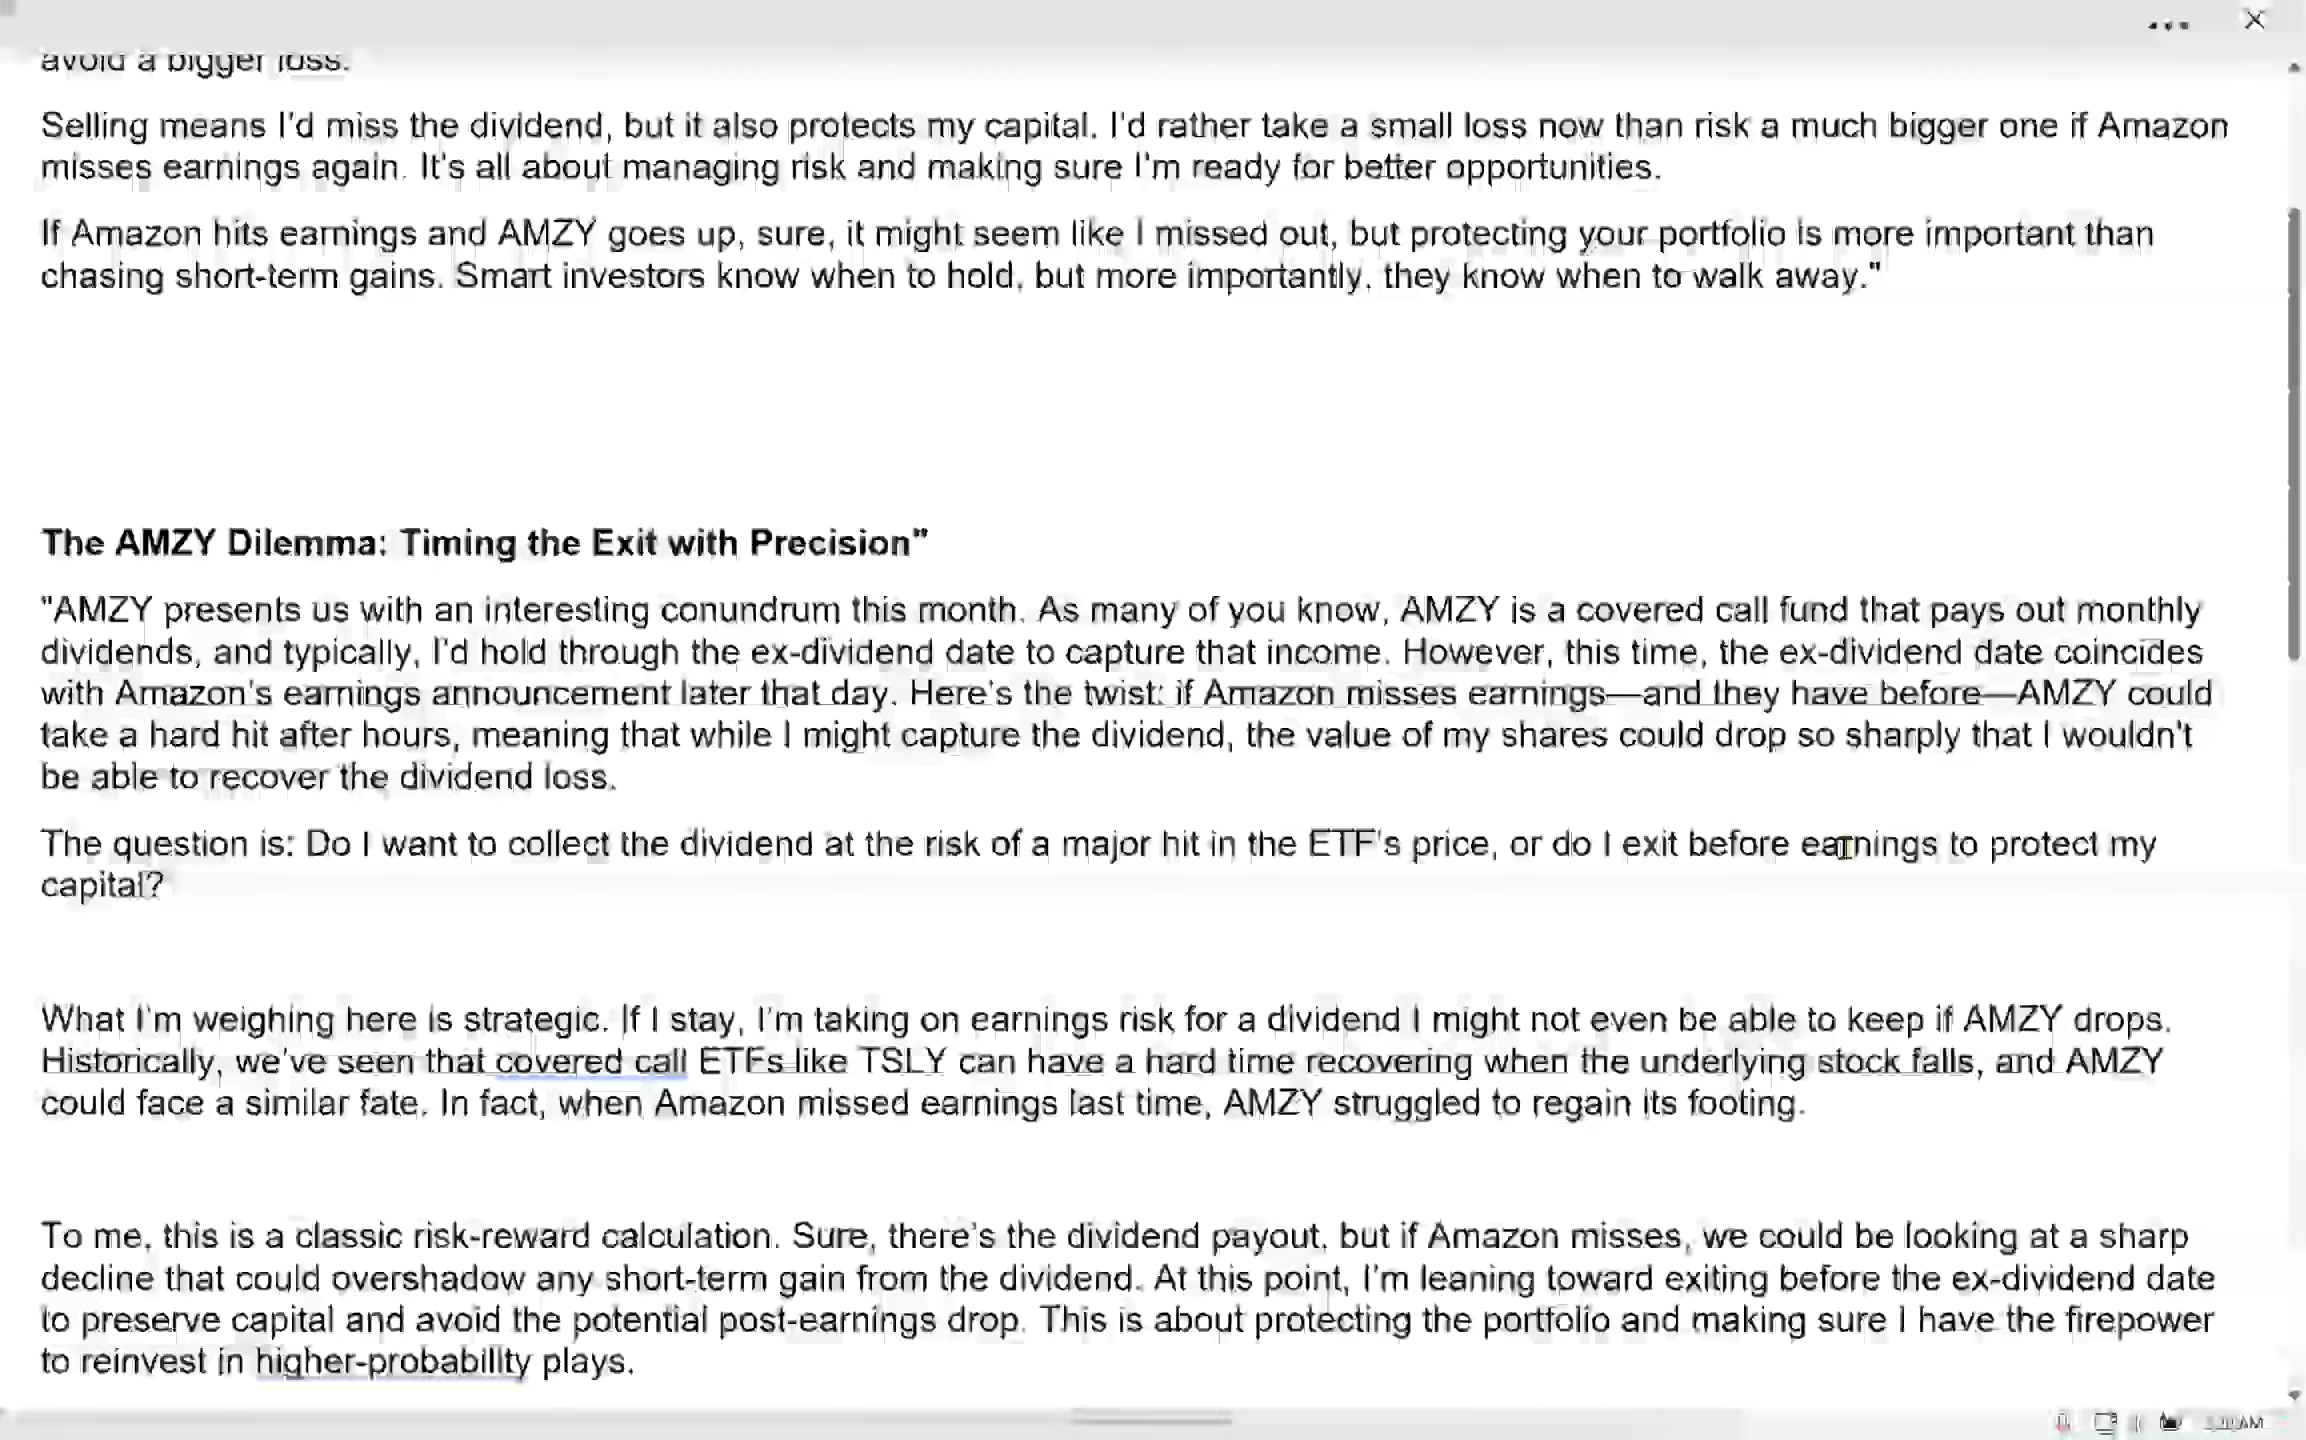 avoid a bigger loss.
Selling means I'd miss the dividend, but it also protects my capital. I'd rather take a small loss now than risk a much bigger one if Amazon
misses earnings again. It's all about managing risk and making sure I'm ready for better opportunities.
If Amazon hits earnings and AMZY goes up, sure, it might seem like I missed out, but protecting your portfolio is more important than
chasing short-term gains. Smart investors know when to hold, but more importantly, they know when to walk away."
The AMZY Dilemma: Timing the Exit with Precision"
"AMZY presents us with an interesting conundrum this month. As many of you know, AMZY is a covered call fund that pays out monthly
dividends, and typically, I'd hold through the ex-dividend date to capture that income. However, this time, the ex-dividend date coincides
with Amazon's earnings announcement later that day. Here's the twist: if Amazon misses earnings—and they have before—AMZY could
take a hard hit after hours, meaning that while I might capture the dividend, the value of my shares could drop so sharply that I wouldn't
be able to recover the dividend loss.
The question is: Do I want to collect the dividend at the risk of a major hit in the ETF's price, or do I exit before earnings to protect my
capital?
What I'm weighing here is strategic. If I stay, I'm taking on earnings risk for a dividend I might not even be able to keep if AMZY drops.
Historically, we've seen that covered call ETFs like TSLY can have a hard time recovering when the underlying stock falls, and AMZY
could face a similar fate. In fact, when Amazon missed earnings last time, AMZY struggled to regain its footing.
To me, this is a classic risk-reward calculation. Sure, there's the dividend payout, but if Amazon misses, we could be looking at a sharp
decline that could overshadow any short-term gain from the dividend. At this point, I'm leaning toward exiting before the ex-dividend date
to preserve capital and avoid the potential post-earnings drop. This is about protecting the portfolio and making sure I have the firepower
to reinvest in higher-probability plays.
AM